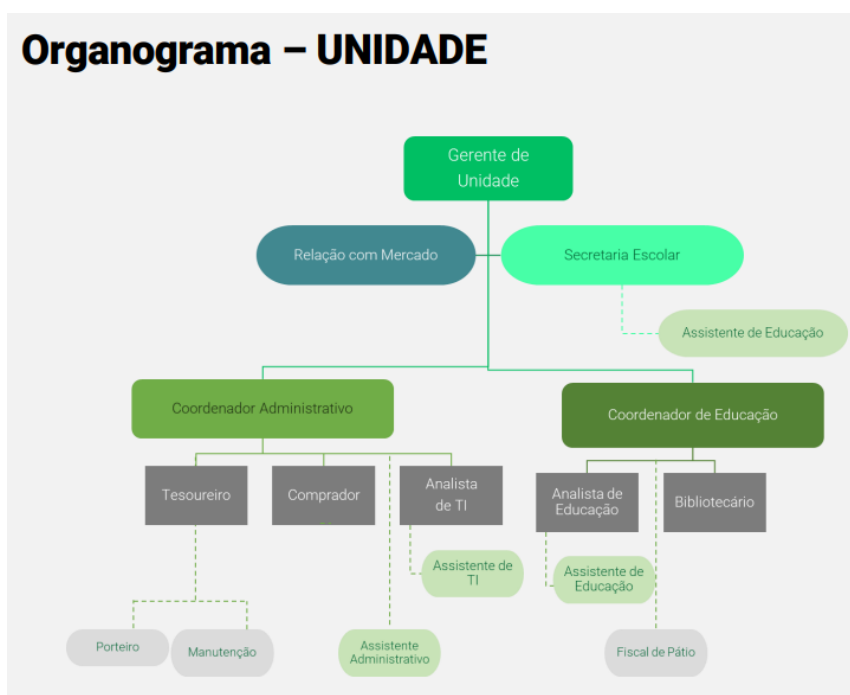 Organograma – UNIDADE
Gerente de
Unidade
Relação com Mercado
Secretaria Escolar
Assistente de Educação
Coordenador Administrativo
Coordenador de Educação
Tesoureiro
Comprador
Analista
de TI
Analista de
Educação
Bibliotecário
Assistente de
TI
Assistente de
Educação
Porteiro
Manutenção
Assistente
Administrativo
Fiscal de Pátio